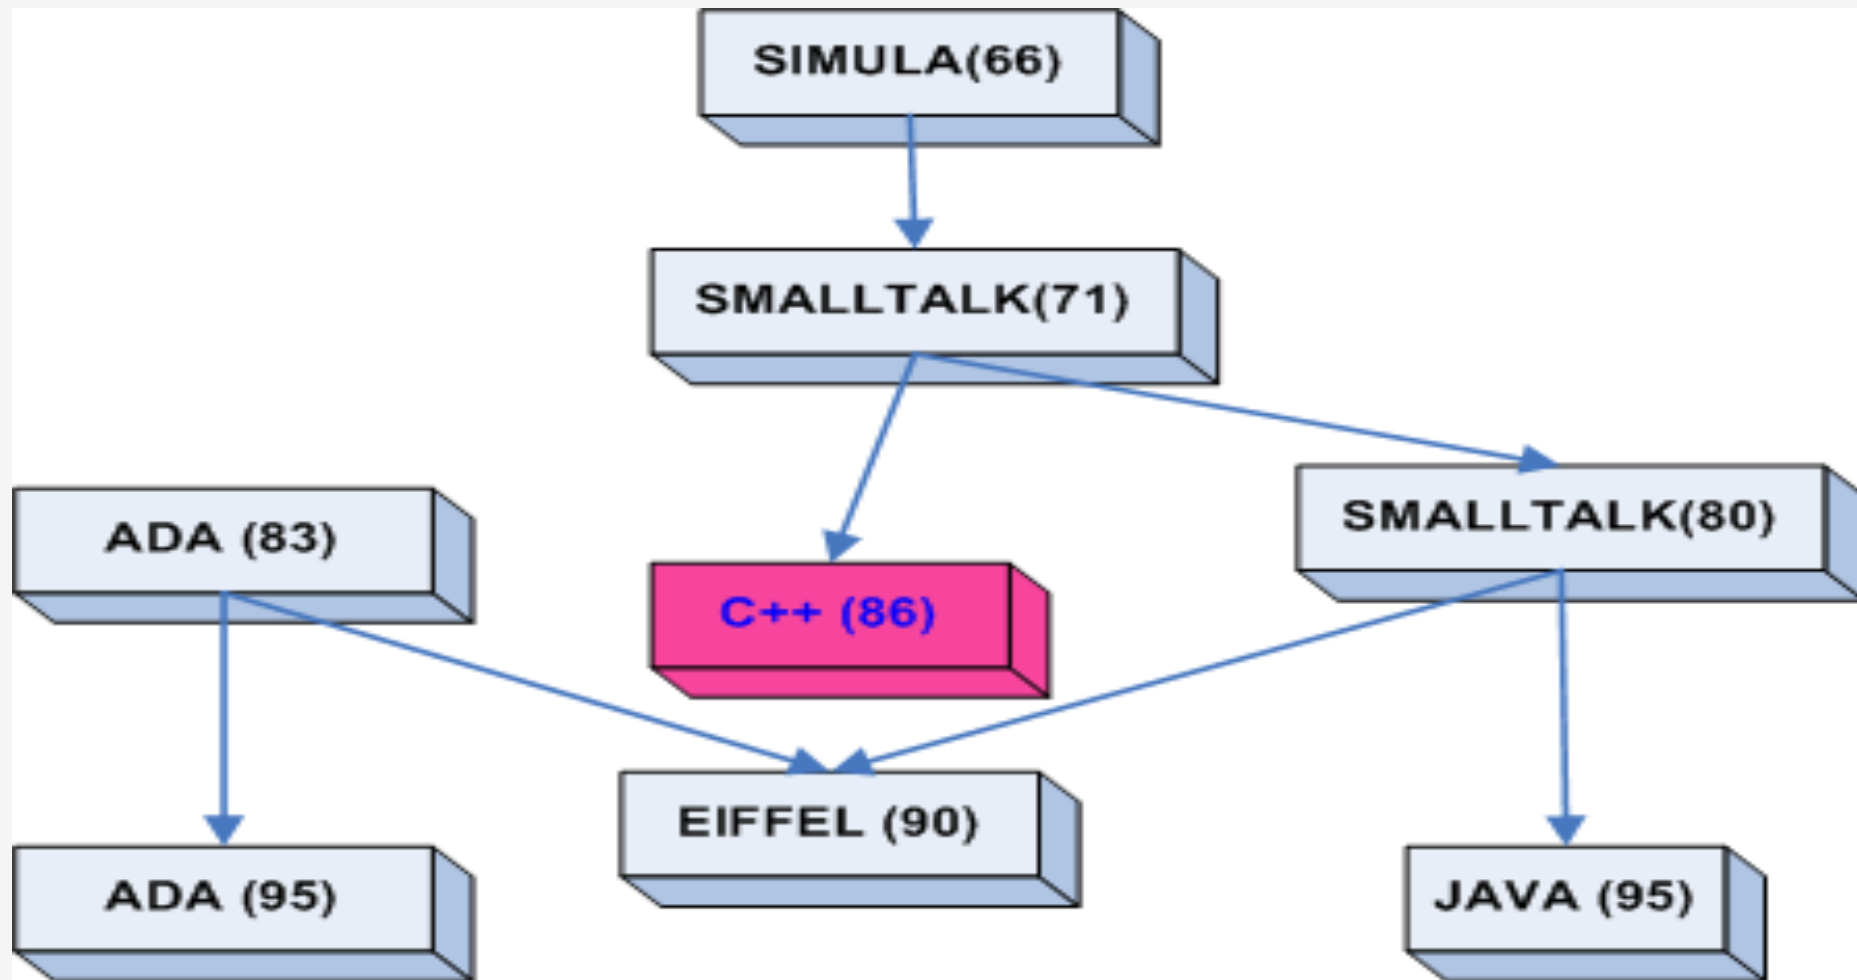 SIMULA(66)
SMALLTALK(71)
SMALLTALK(80)
ADA (83)
C++ (86)
EIFFEL (90)
ADA (95)
JAVA (95)